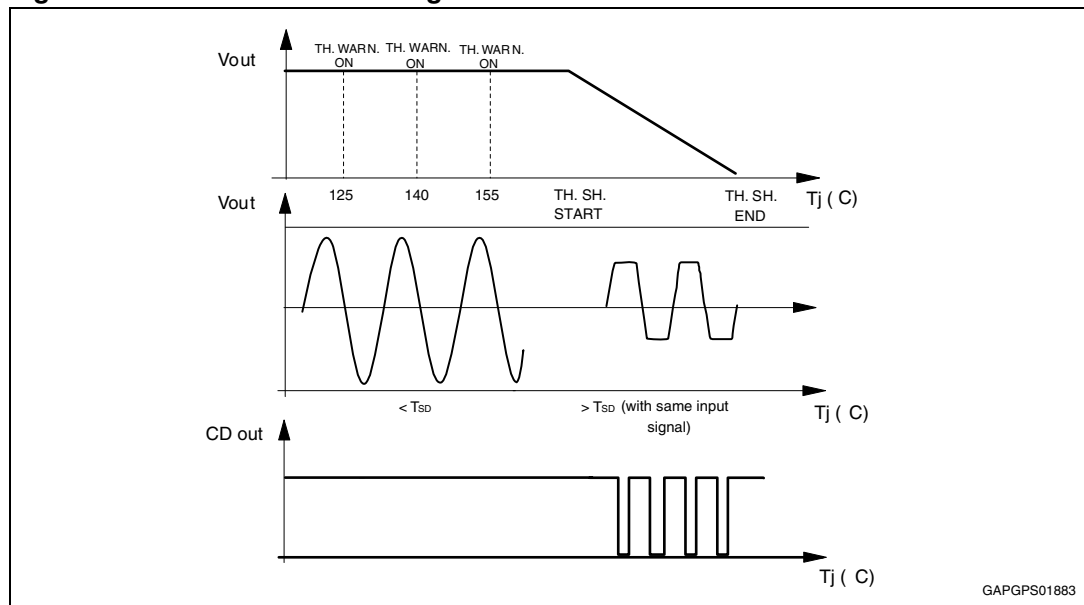 Vout
TH. WARN. ON
TH. WARN. ON
TH. WARN. ON
125
140
155
TH. SH. START
TH. SH. END
Tj ( C)
Vout
< TSD
> TSD (with same input signal)
Tj ( C)
CD out
Tj ( C)
GAPGPS01883